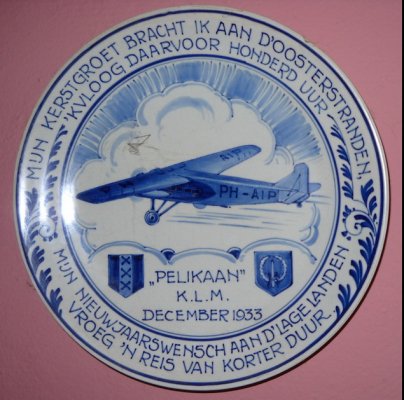 MIJN KERSTGROET BRACHT IK AAN D'OOSTERSTRANDEN.
'K VLOOG DAARVOOR HONDERD UUR.
PH-AIP
„PELIKAAN"
K.L.M.
DECEMBER 1933
MIJN NIEUWJAARSWENSCH AAN D'LAGE LANDEN
VROEG 'N REIS VAN KORTER DUUR.